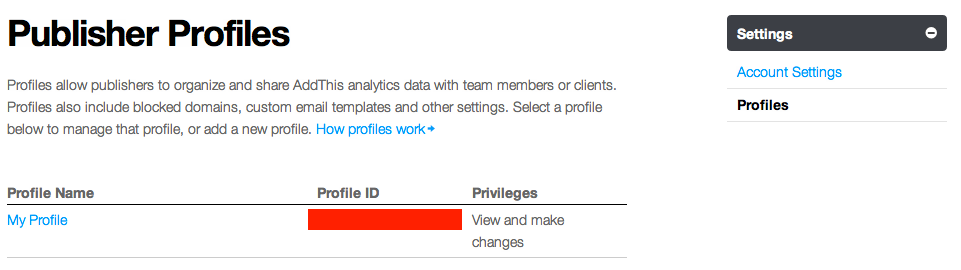 Publisher Profiles
Profiles allow publishers to organize and share AddThis analytics data with team members or clients.
Profiles also include blocked domains, custom email templates and other settings. Select a profile
below to manage that profile, or add a new profile. How profiles work→
Profile Name Profile ID Privileges
My Profile View and make
changes
Settings
Account Settings
Profiles